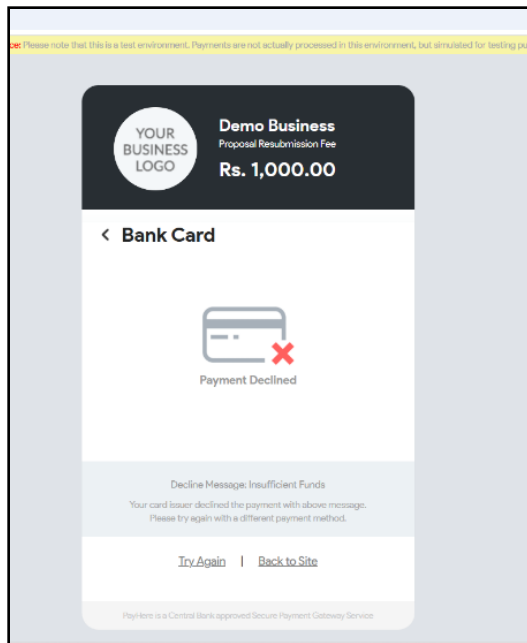 ce: Please note that this is a test environment. Payments are not actually processed in this environment, but simulated for testing pu
YOUR
BUSINESS
LOGO
Demo Business
Proposal Resubmission Fee
Rs. 1,000.00
Bank Card
Payment Declined
Decline Message: Insufficient Funds
Your card issuer declined the payment with above message.
Please try again with a different payment method.
Try Again | Back to Site
PayHere is a Central Bank approved Secure Payment Gateway Service